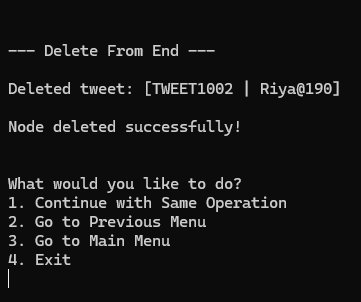 --- Delete From End ---
Deleted tweet: [TWEET1002 | Riya@190]
Node deleted successfully!
What would you like to do?
1. Continue with Same Operation
2. Go to Previous Menu
3. Go to Main Menu
4. Exit